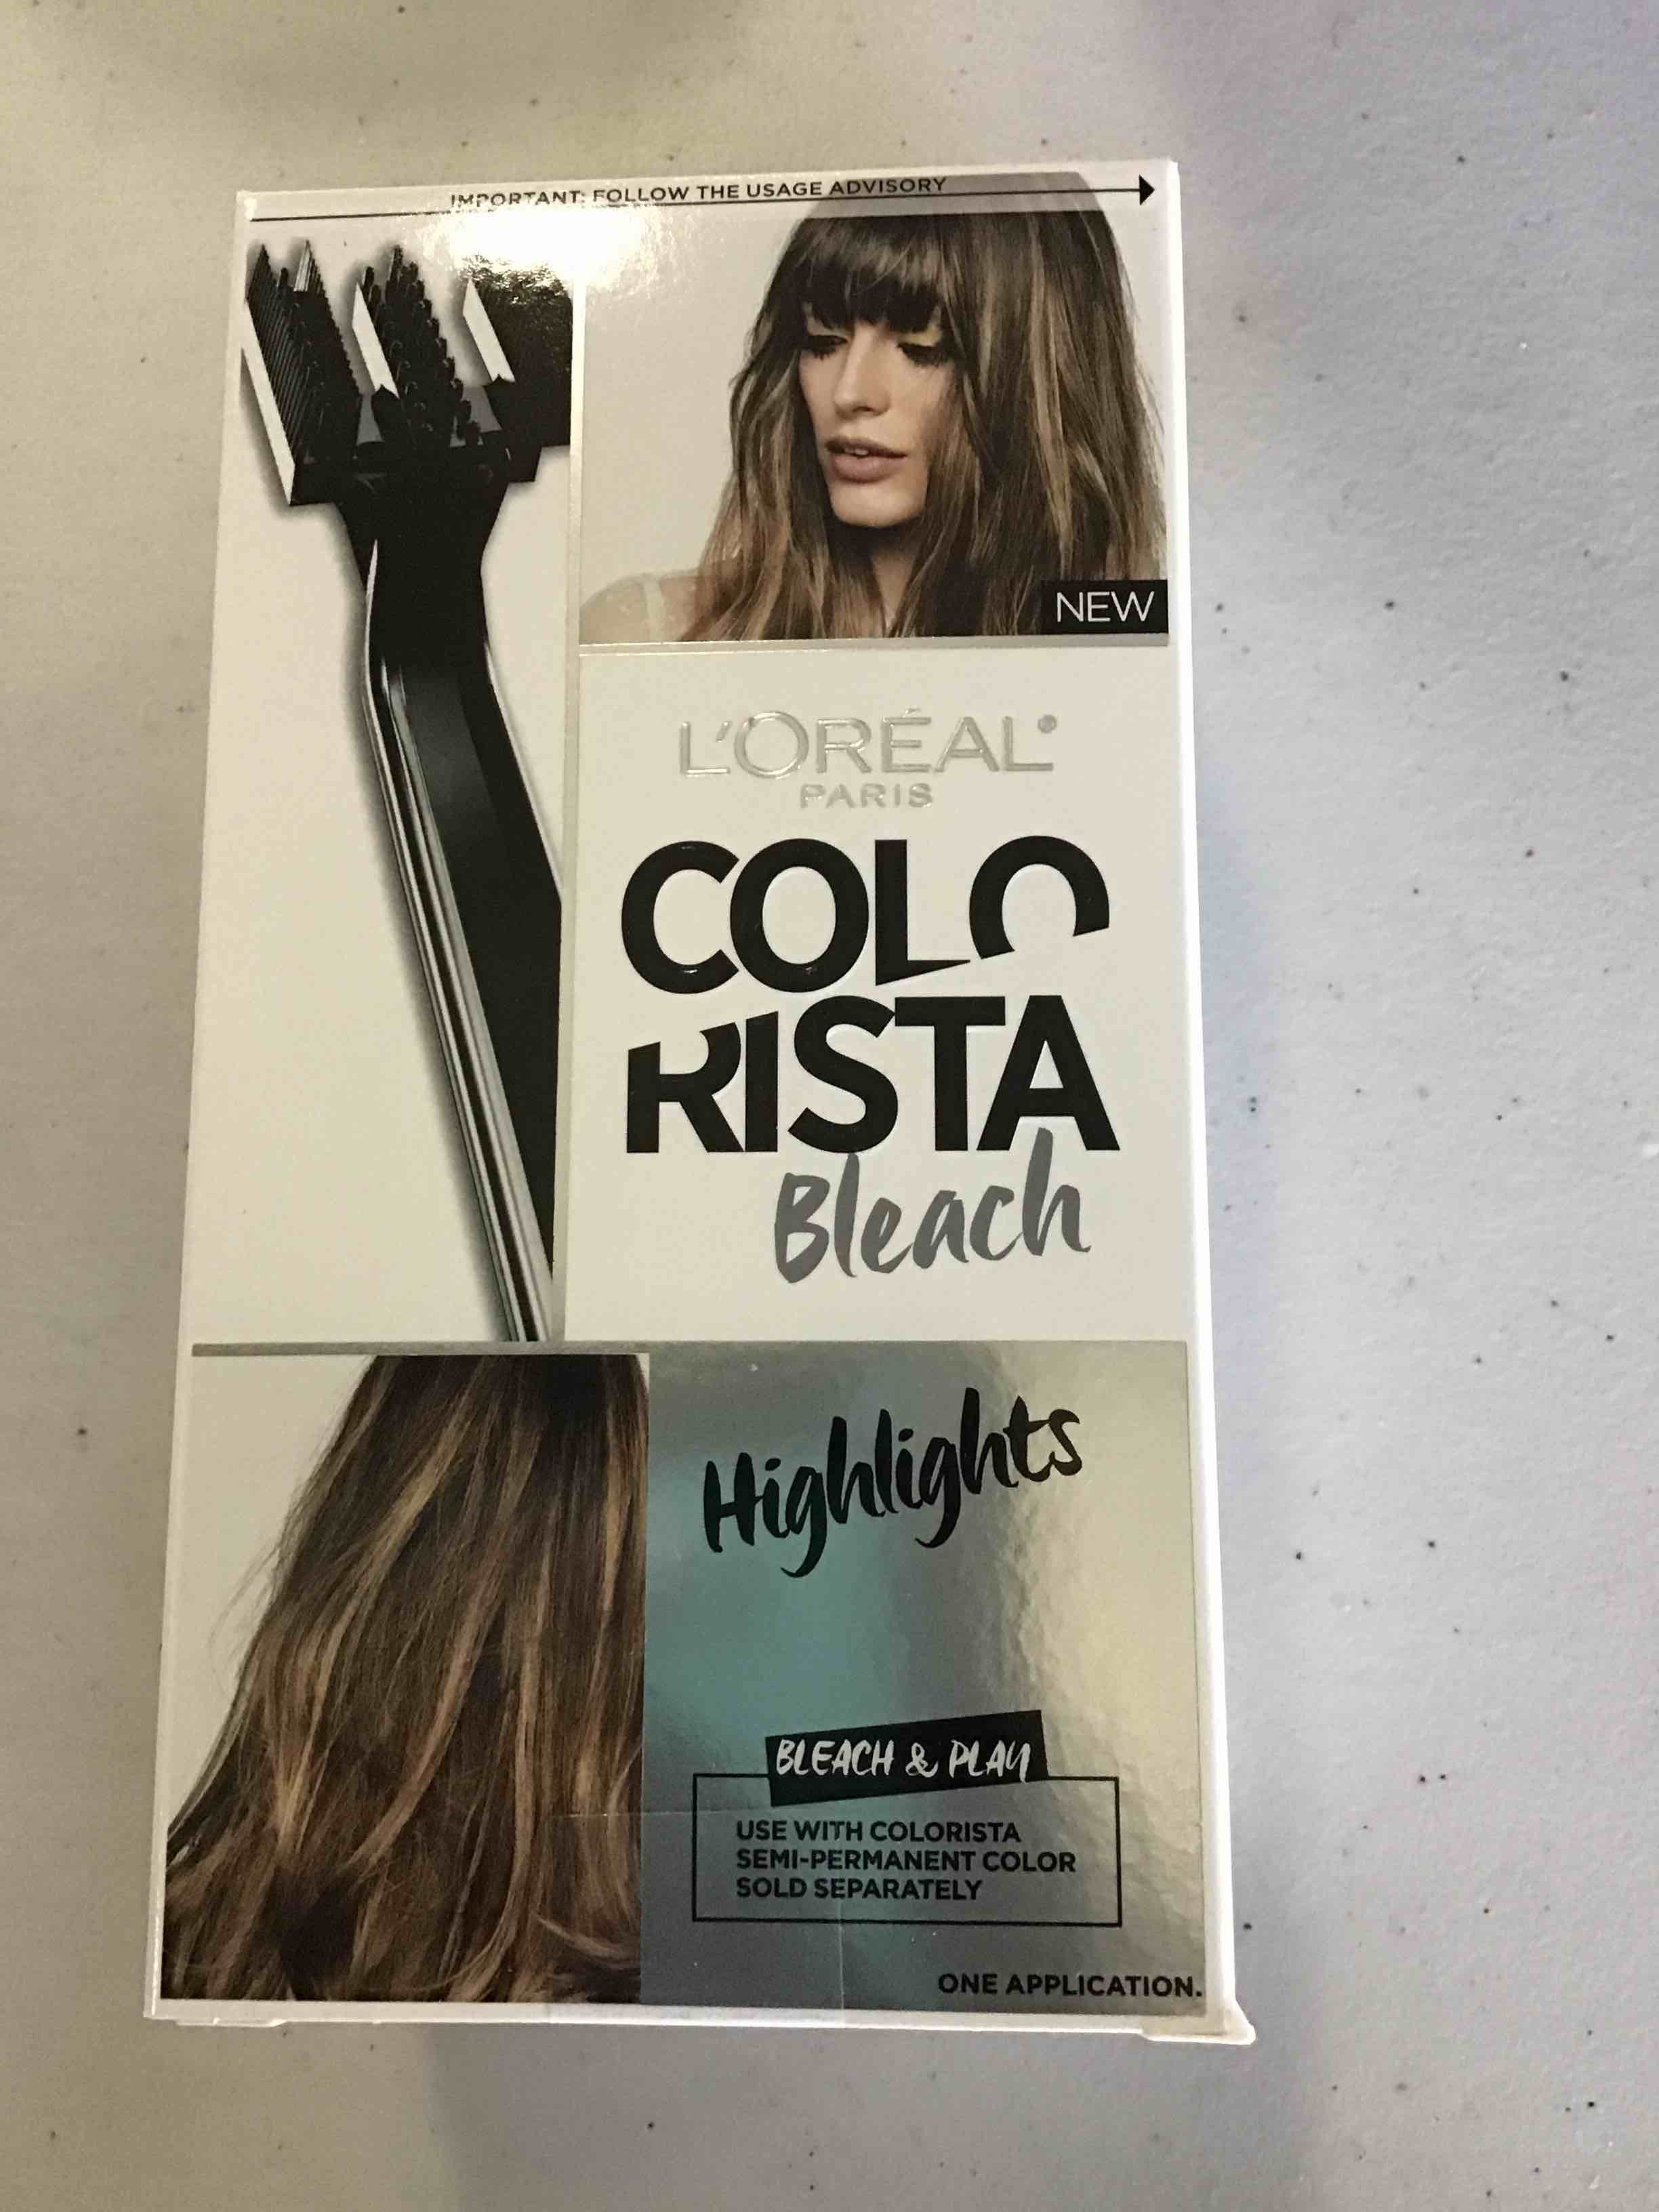 IMPORTANT: FOLLOW THE USAGE ADVISORY
NEW
L'ORÉAL
PARIS
COLO
RISTA
Bleach
Highlights
BLEACH & PLAY
USE WITH COLORISTA
SEMI-PERMANENT COLOR
SOLD SEPARATELY
ONE APPLICATION.